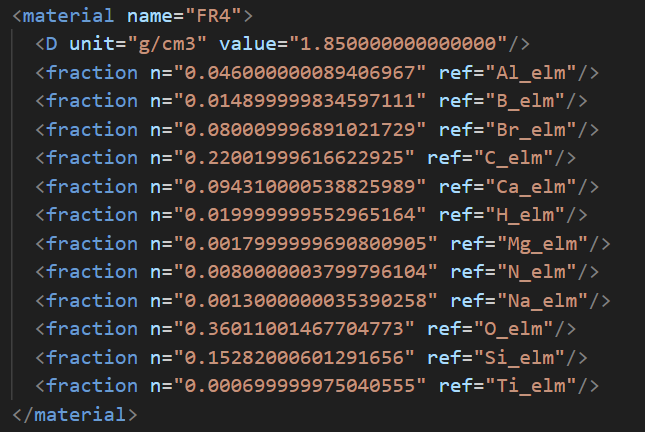 <material name="FR4">
<D unit="g/cm3" value="1.850000000000000"/>
<fraction n="0.046000000089406967" ref="Al_elm"/>
<fraction n="0.014899999834597111" ref="B_elm"/>
<fraction n="0.080009996891021729" ref="Br_elm"/>
<fraction n="0.22001999616622925" ref="C_elm"/>
<fraction n="0.094310000538825989" ref="Ca_elm"/>
<fraction n="0.019999999552965164" ref="H_elm"/>
<fraction n="0.0017999999690800905" ref="Mg_elm"/>
<fraction n="0.0080000003799796104" ref="N_elm"/>
<fraction n="0.0013000000035390258" ref="Na_elm"/>
<fraction n="0.36011001467704773" ref="O_elm"/>
<fraction n="0.15282000601291656" ref="Si_elm"/>
<fraction n="0.000699999975040555" ref="Ti_elm"/>
</material>